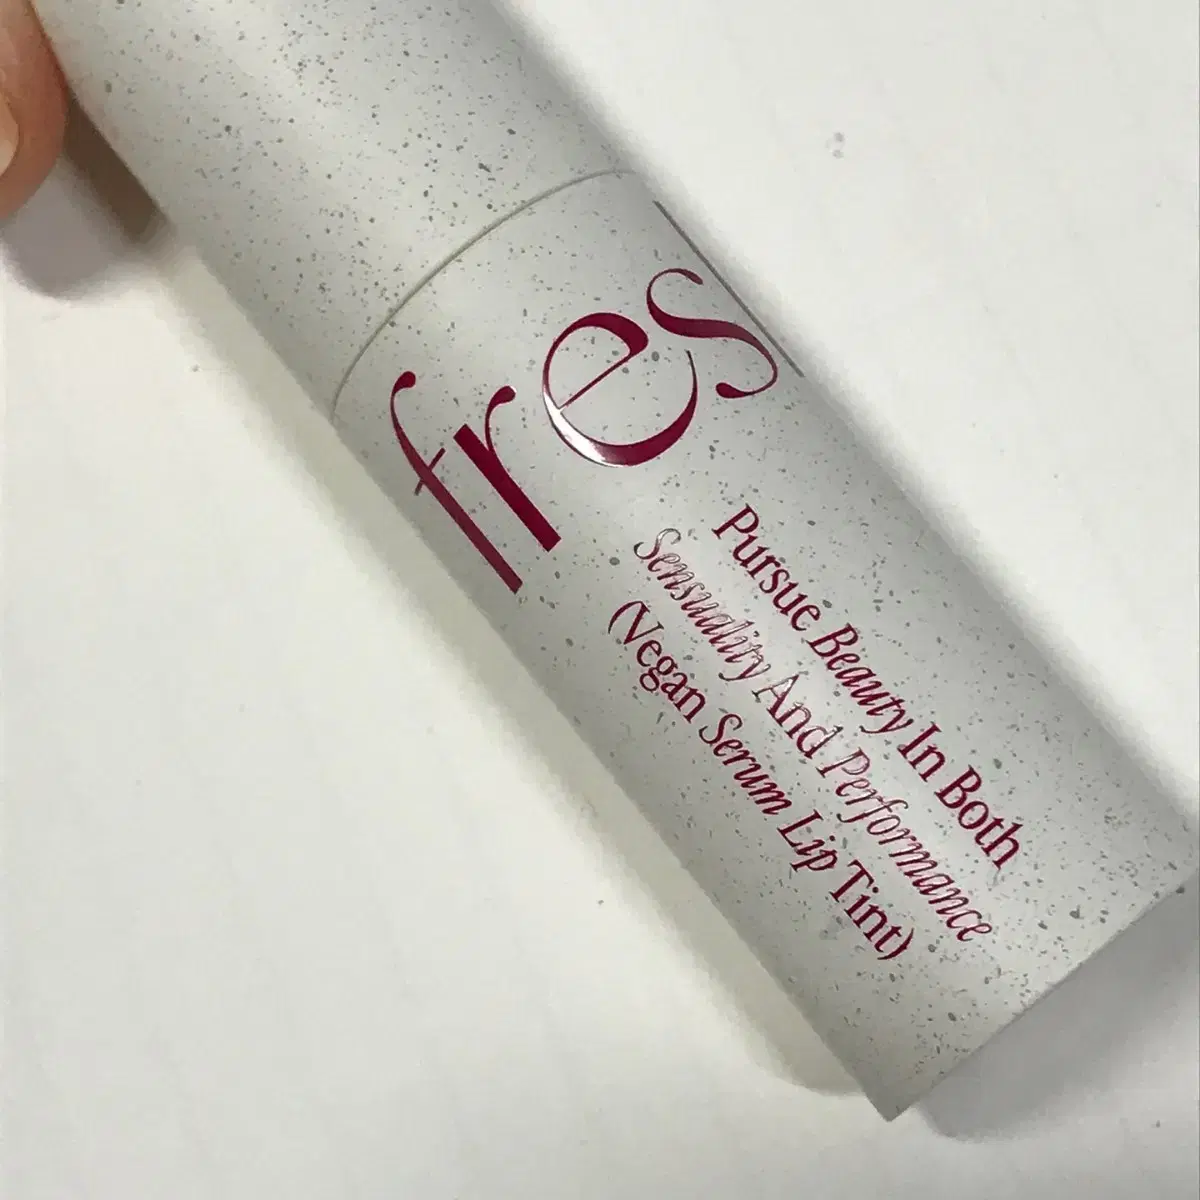 fres
Pursue Beauty In Both
Sensuality And Performance
(Vegan Serum Lip Tint)